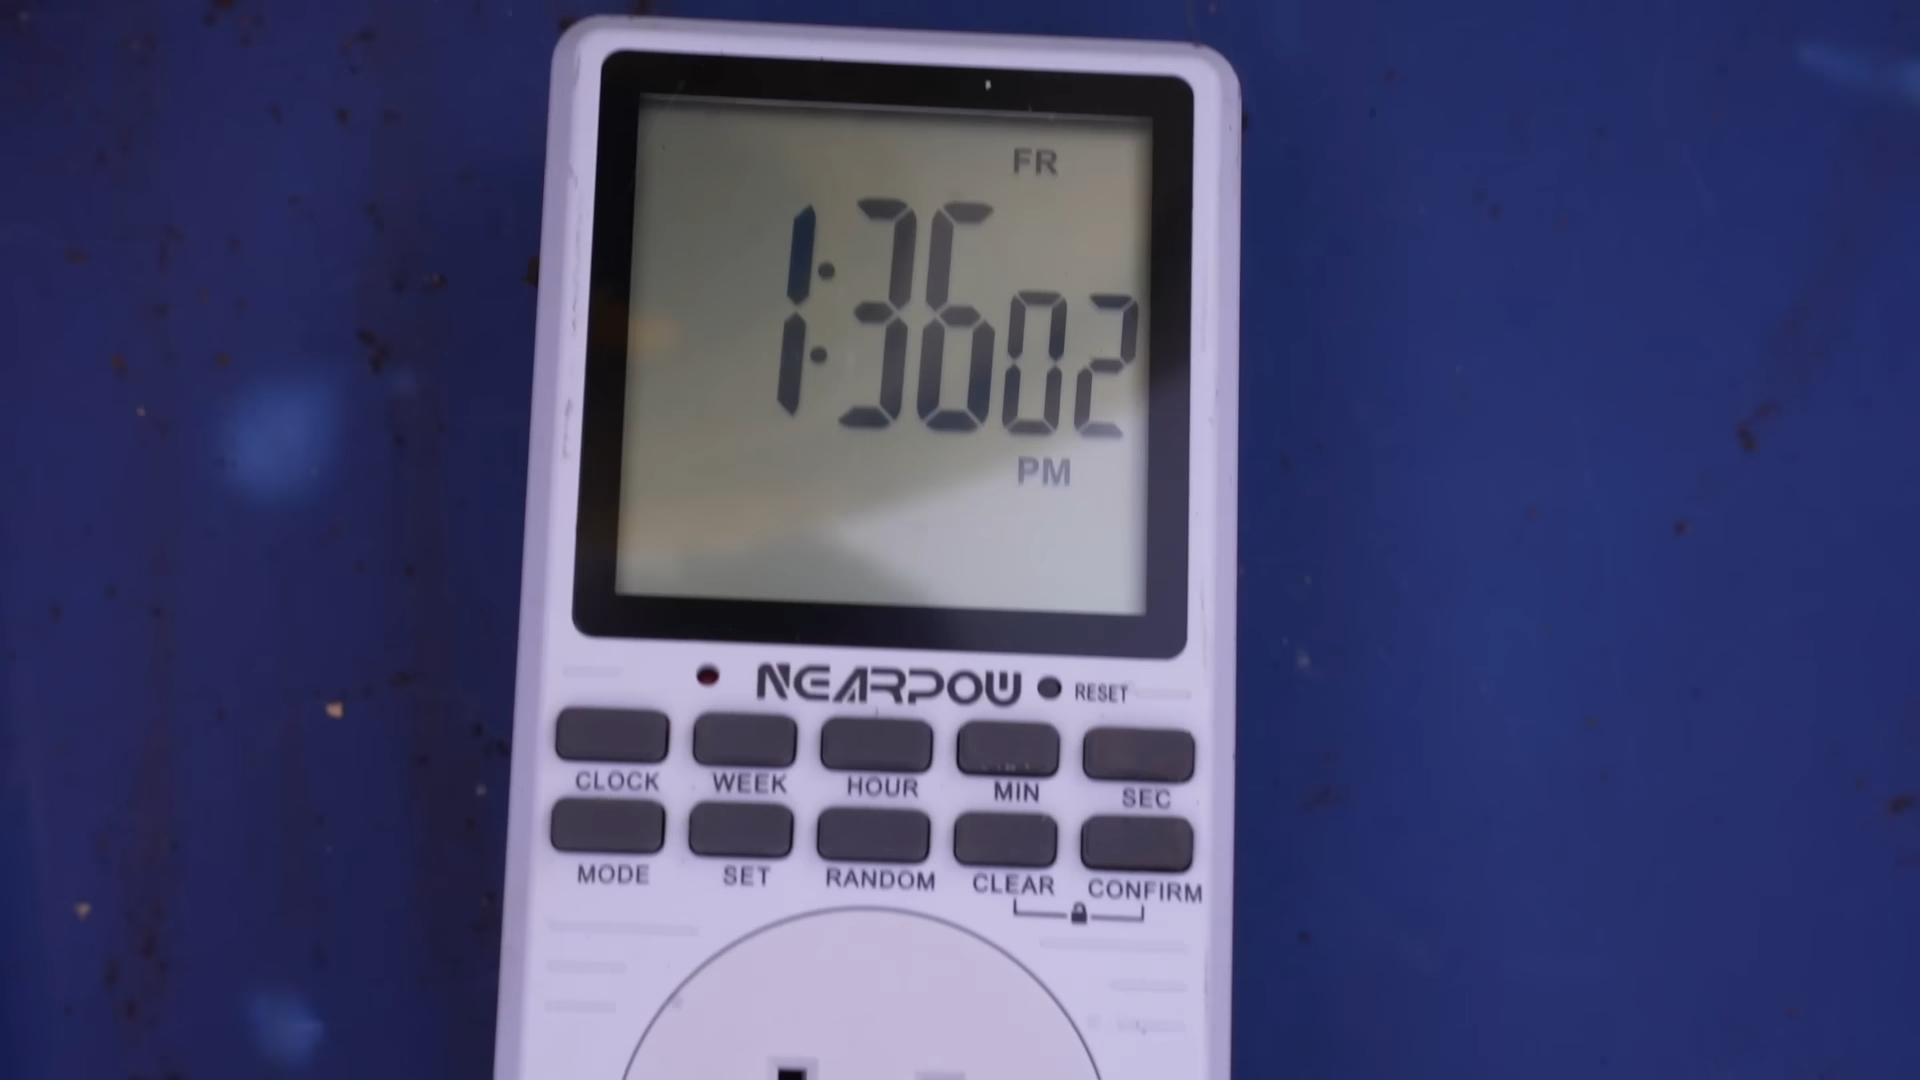 FR
1:36 02
PM
NEARPOW RESET
CLOCK WEEK HOUR MIN SEC
MODE SET RANDOM CLEAR CONFIRM